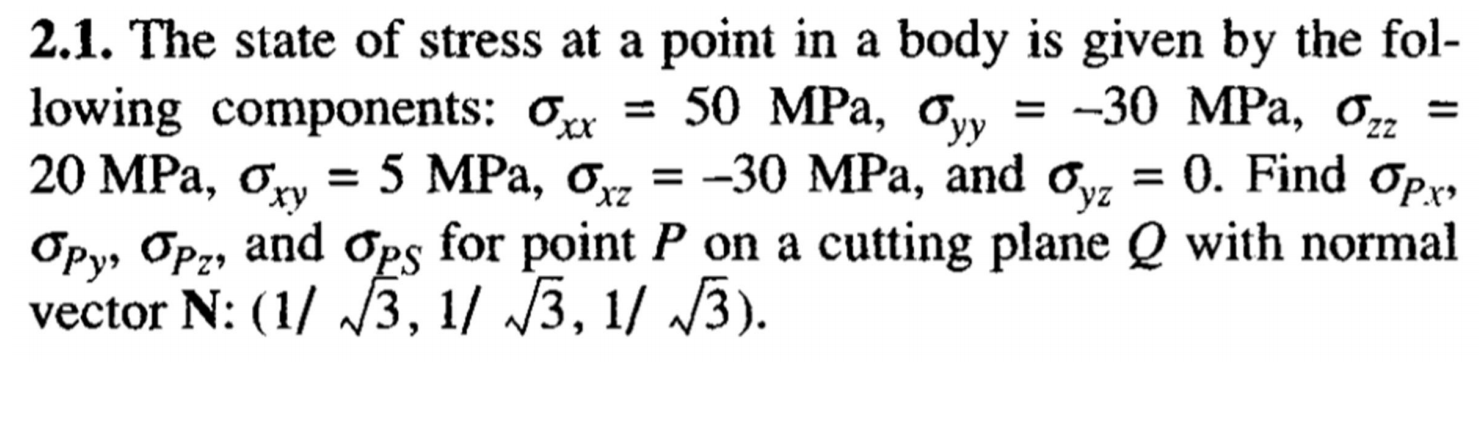 2.1. The state of stress at a point in a body is given by the fol-
lowing components: σxx = 50 MPa, σyy = –30 MPa, σzz =
20 MPa, σxy = 5 MPa, σxz = –30 MPa, and σyz = 0. Find σPx,
σPy, σPz, and σPS for point P on a cutting plane Q with normal
vector N: (1/ √3, 1/ √3, 1/ √3).